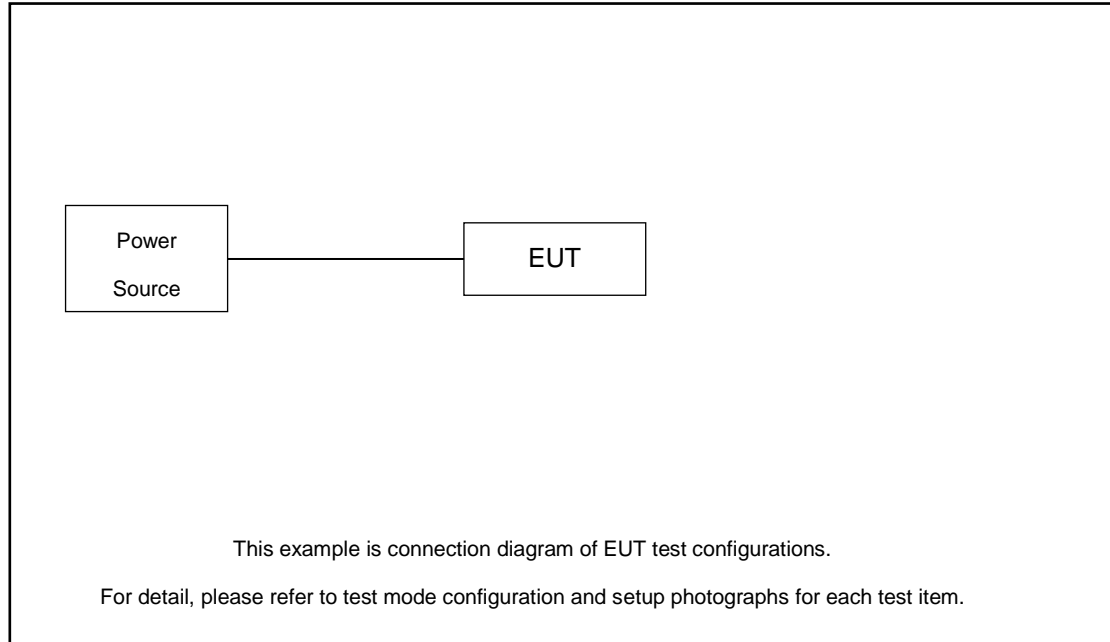 Power
Source
EUT
This example is connection diagram of EUT test configurations.
For detail, please refer to test mode configuration and setup photographs for each test item.